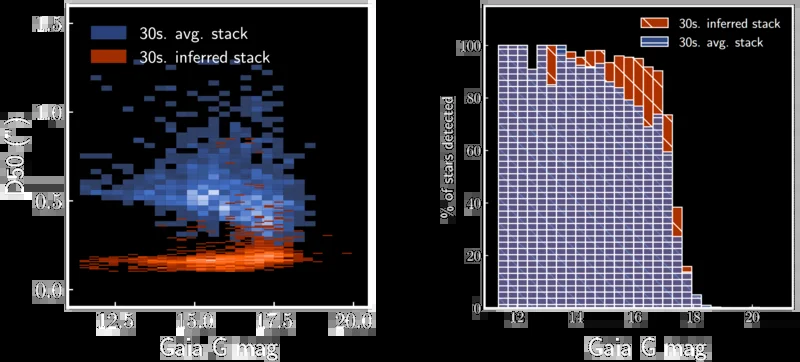 30s. avg. stack
30s. inferred stack
D50 (")
1.5
1.0
0.5
0.0
12.5 15.0 17.5 20.0
Gaia G mag
30s. inferred stack
30s. avg. stack
% of stars detected
100
80
60
40
20
0
12 14 16 18 20
Gaia G mag